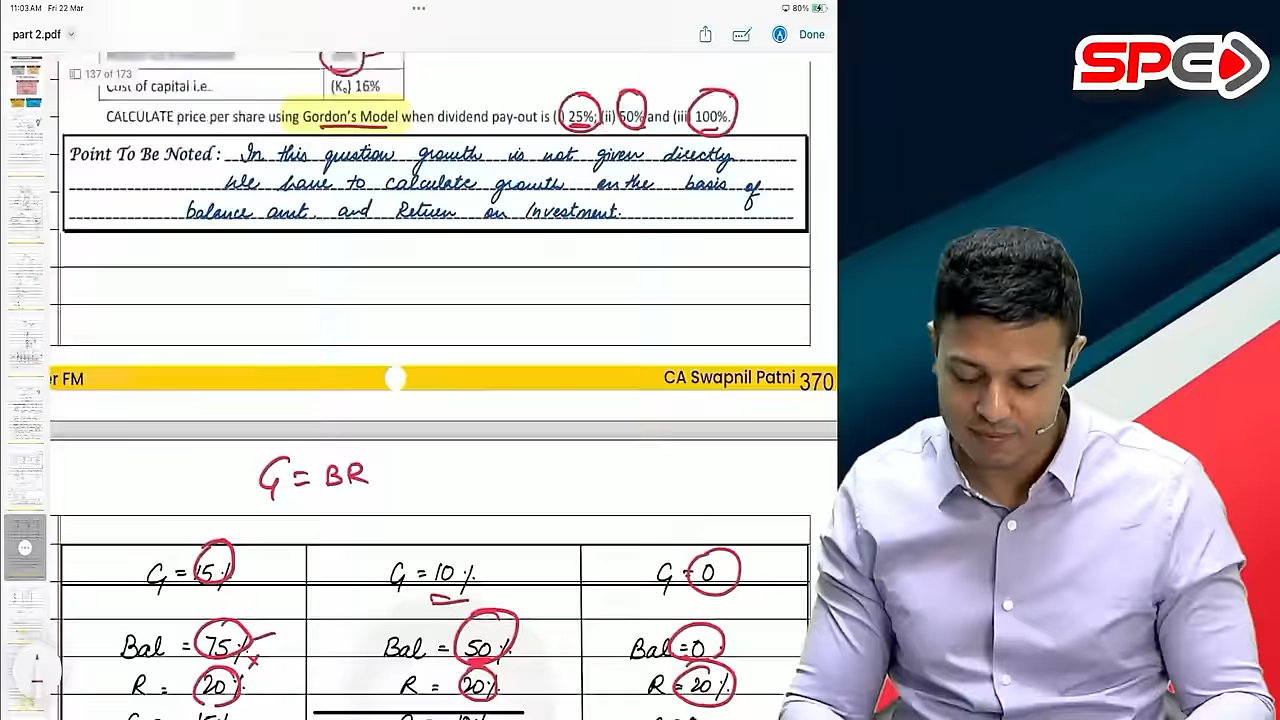 11:03 AM Fri 22 Mar
80%
part 2.pdf
Done
137 of 173
Cost of capital i.e..
(Ke) 16%
CALCULATE price per share using Gordon's Model when dividend pay-out is (i) 25%; (ii) 50% and (iii) 100%.
Point To Be Noted: In this question growth is not given directly
We have to calculate growth on the basis of
balance amt. and Return on Investment.
r FM
CA Swapnil Patni 370
SPC
G = BR
G = 15% G = 10% G = 0
Bal = 75% Bal = 50% Bal = 0
x
R = 20% R = 20% R = 20%